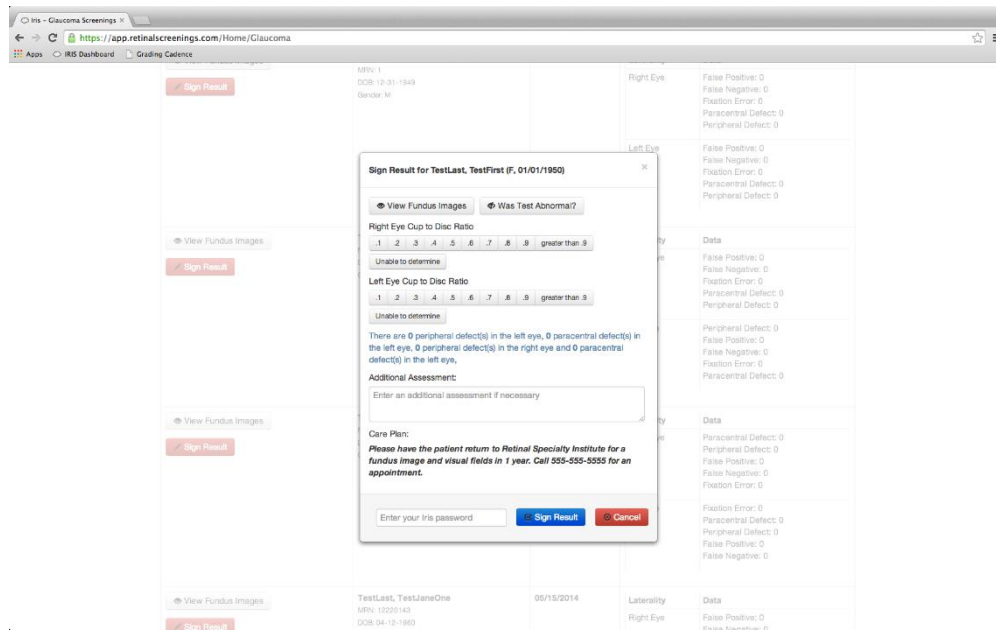 Iris - Glaucoma Screenings ×
https://app.retinalscreenings.com/Home/Glaucoma
Apps IRIS Dashboard Grading Cadence
View Fundus Images
Sign Result
MRN: 1
DOB: 12-31-1949
Gender: M
Right Eye
False Positive: 0
False Negative: 0
Fixation Error: 0
Paracentral Defect: 0
Peripheral Defect: 0
Left Eye
False Positive: 0
False Negative: 0
Fixation Error: 0
Paracentral Defect: 0
Peripheral Defect: 0
Sign Result for TestLast, TestFirst (F, 01/01/1950) ×
View Fundus Images Was Test Abnormal?
Right Eye Cup to Disc Ratio
.1 .2 .3 .4 .5 .6 .7 .8 .9 greater than .9
Unable to determine
Left Eye Cup to Disc Ratio
.1 .2 .3 .4 .5 .6 .7 .8 .9 greater than .9
Unable to determine
There are 0 peripheral defect(s) in the left eye, 0 paracentral defect(s) in
the left eye, 0 peripheral defect(s) in the right eye and 0 paracentral
defect(s) in the left eye,
Additional Assessment:
Enter an additional assessment if necessary
Care Plan:
Please have the patient return to Retinal Specialty Institute for a
fundus image and visual fields in 1 year. Call 555-555-5555 for an
appointment.
Enter your Iris password Sign Result Cancel
View Fundus Images
Sign Result
Data
False Positive: 0
False Negative: 0
Fixation Error: 0
Paracentral Defect: 0
Peripheral Defect: 0
Peripheral Defect: 0
False Positive: 0
False Negative: 0
Fixation Error: 0
Paracentral Defect: 0
View Fundus Images
Sign Result
Data
Paracentral Defect: 0
Peripheral Defect: 0
False Positive: 0
False Negative: 0
Fixation Error: 0
Fixation Error: 0
Paracentral Defect: 0
Peripheral Defect: 0
False Positive: 0
False Negative: 0
View Fundus Images
Sign Result
TestLast, TestJaneOne
MRN: 12220143
DOB: 04-12-1960
05/15/2014
Laterality Data
Right Eye False Positive: 0
False Negative: 0